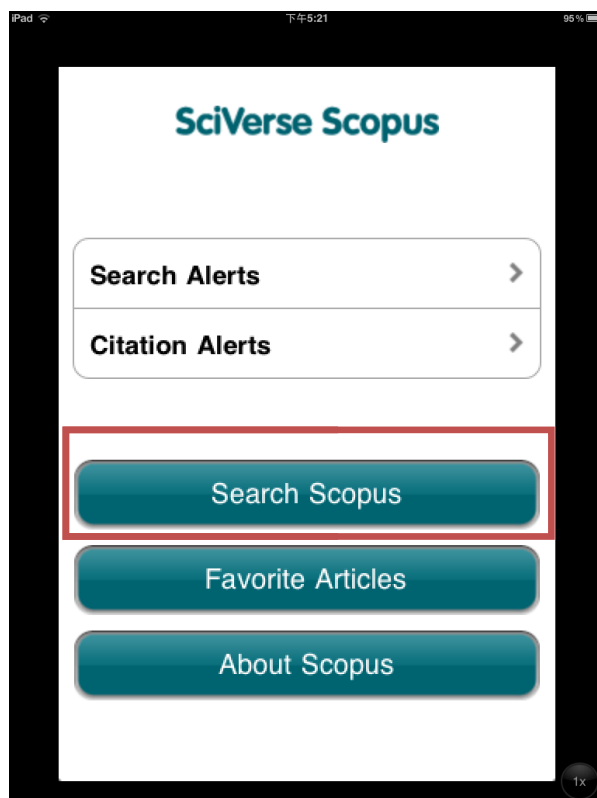 iPad 下午5:21 95%
SciVerse Scopus
Search Alerts
Citation Alerts
Search Scopus
Favorite Articles
About Scopus
1x